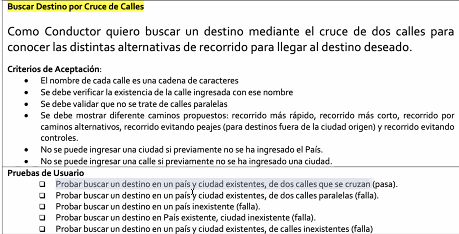 Buscar Destino por Cruce de Calles
Como Conductor quiero buscar un destino mediante el cruce de dos calles para
conocer las distintas alternativas de recorrido para llegar al destino deseado.
Criterios de Aceptación:
• El nombre de cada calle es una cadena de caracteres
• Se debe verificar la existencia de la calle ingresada con ese nombre
• Se debe validar que no se trate de calles paralelas
• Se debe mostrar diferente caminos propuestos: recorrido más rápido, recorrido más corto, recorrido por
caminos alternativos, recorrido evitando peajes (para destinos fuera de la ciudad origen) y recorrido evitando
controles.
• No se puede ingresar una ciudad si previamente no se ha ingresado el País.
• No se puede ingresar una calle si previamente no se ha ingresado una ciudad.
Pruebas de Usuario
❑ Probar buscar un destino en un país y ciudad existentes, de dos calles que se cruzan (pasa).
❑ Probar buscar un destino en un país y ciudad existentes, de dos calles paralelas (falla).
❑ Probar buscar un destino en un país inexistente (falla).
❑ Probar buscar un destino en País existente, ciudad inexistente (falla).
❑ Probar buscar un destino en un país y ciudad existentes, de calles inexistentes (falla)